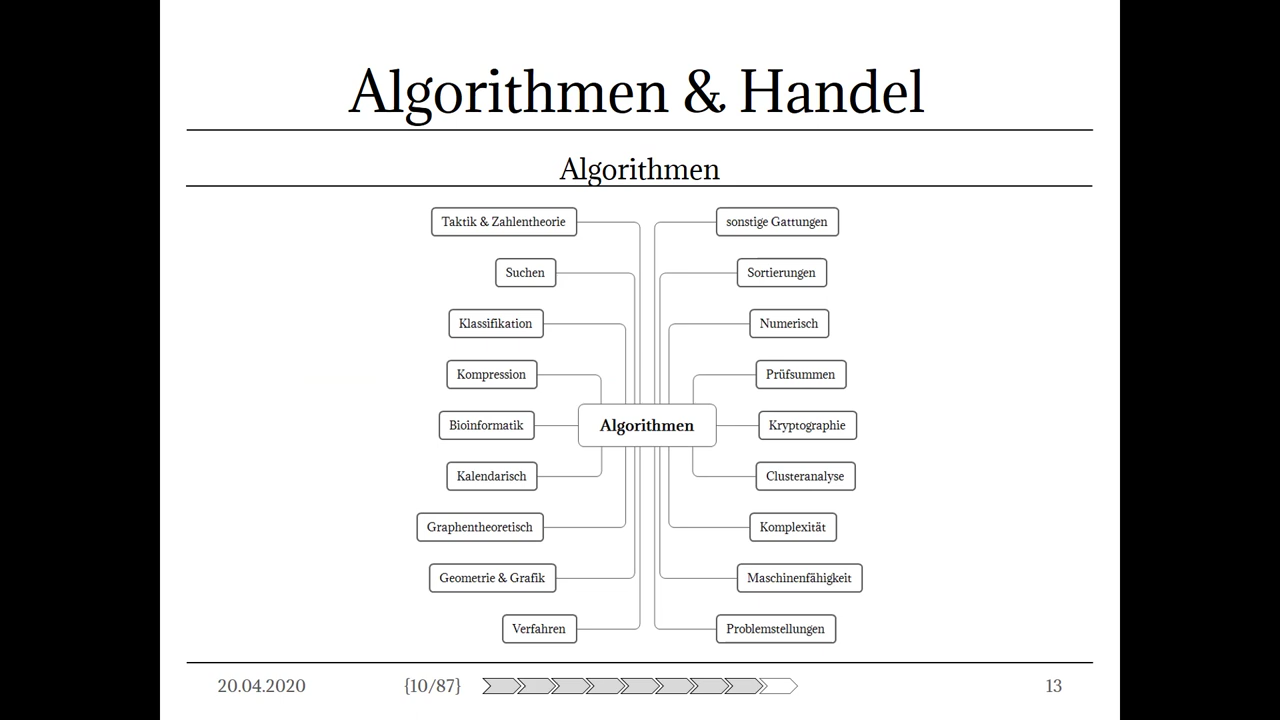 Algorithmen & Handel
Algorithmen
Taktik & Zahlentheorie
Suchen
Klassifikation
Kompression
Bioinformatik
Kalendarisch
Graphentheoretisch
Geometrie & Grafik
Verfahren
Algorithmen
sonstige Gattungen
Sortierungen
Numerisch
Prüfsummen
Kryptographie
Clusteranalyse
Komplexität
Maschinenfähigkeit
Problemstellungen
20.04.2020 {10/87} 13